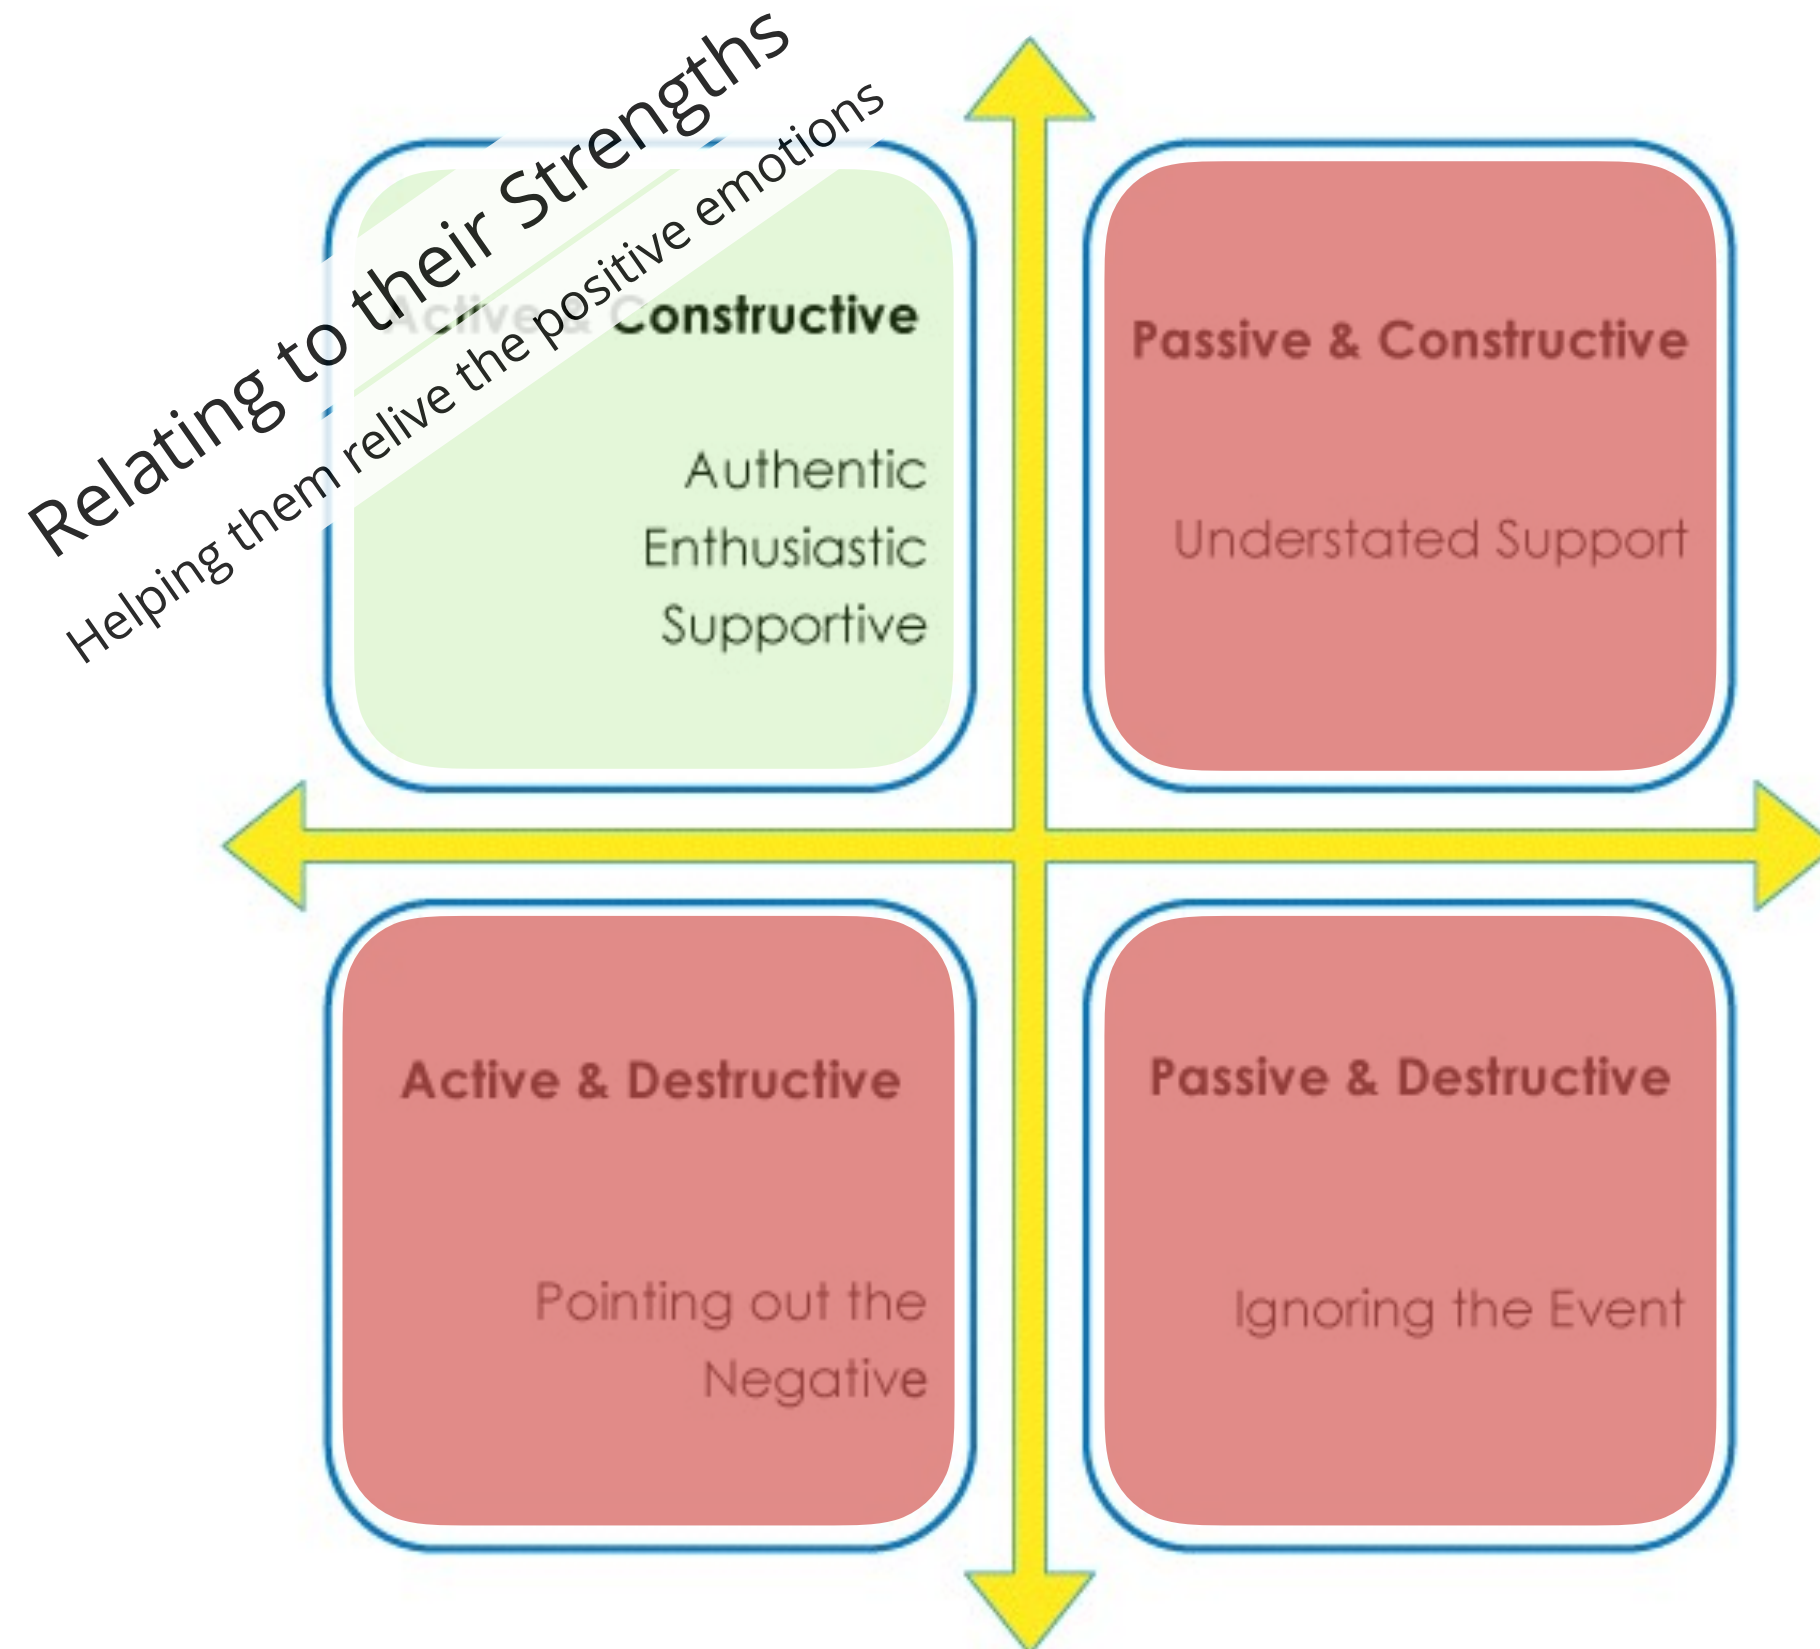 Relating to their Strengths
Helping them relive the positive emotions
Active & Constructive
Authentic
Enthusiastic
Supportive
Passive & Constructive
Understated Support
Active & Destructive
Pointing out the
Negative
Passive & Destructive
Ignoring the Event